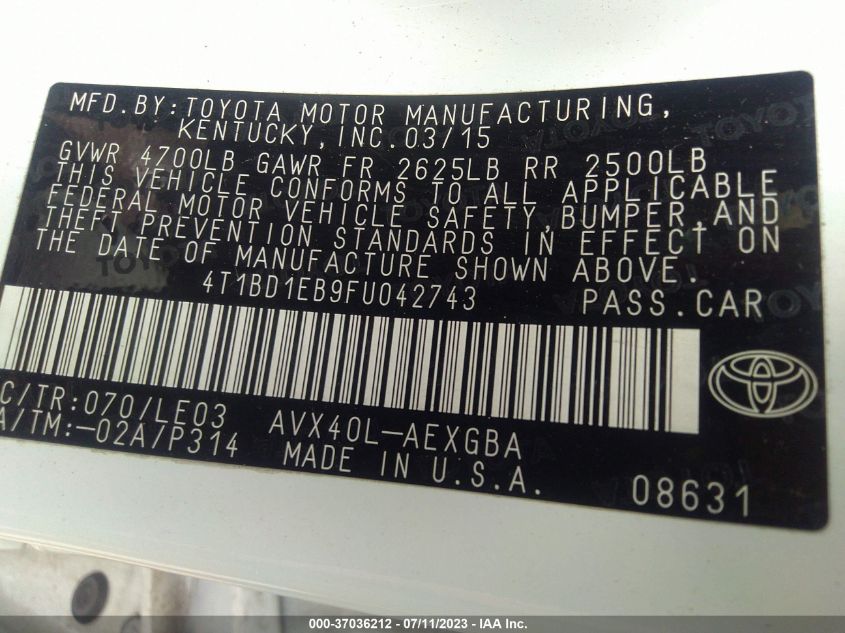 MFD.BY:TOYOTA MOTOR MANUFACTURING,
KENTUCKY,INC.03/15
GVWR 4700LB GAWR FR 2625LB RR 2500LB
THIS VEHICLE CONFORMS TO ALL APPLICABLE
FEDERAL MOTOR VEHICLE SAFETY,BUMPER,AND
THEFT PREVENTION STANDARDS IN EFFECT ON
THE DATE OF MANUFACTURE SHOWN ABOVE.
4T1BD1EB9FU042743 PASS.CAR
C/TR:070/LE03 AVX40L-AEXGBA
A/TM:-02A/P314 MADE IN U.S.A.
08631
000-37036212 - 07/11/2023 - IAA Inc.